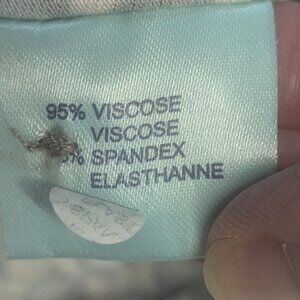 95% VISCOSE
VISCOSE
% SPANDEX
ELASTHANNE